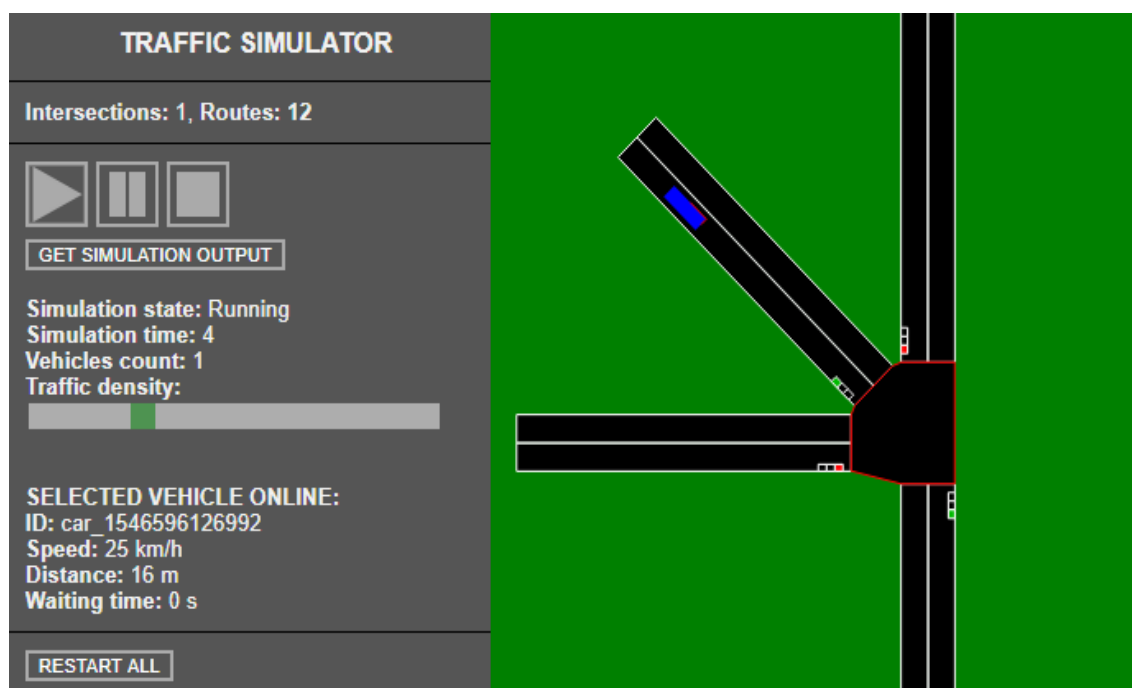 TRAFFIC SIMULATOR
Intersections: 1, Routes: 12
GET SIMULATION OUTPUT
Simulation state: Running
Simulation time: 4
Vehicles count: 1
Traffic density:
SELECTED VEHICLE ONLINE:
ID: car_1546596126992
Speed: 25 km/h
Distance: 16 m
Waiting time: 0 s
RESTART ALL